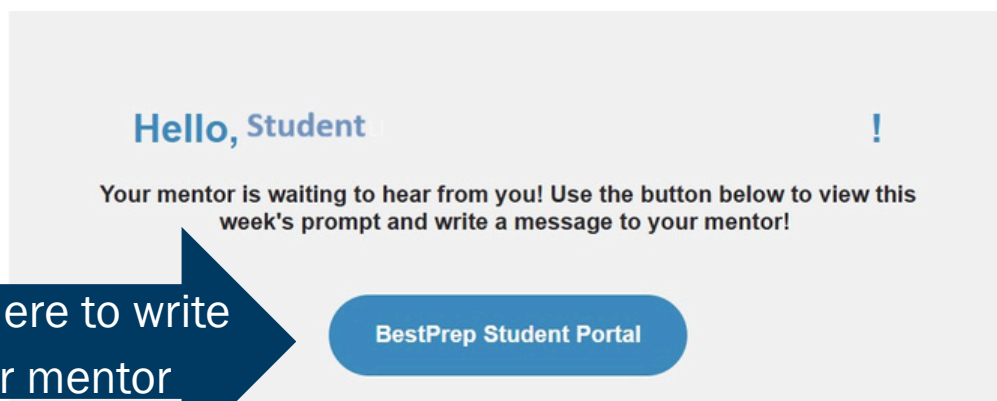 Hello, Student !
Your mentor is waiting to hear from you! Use the button below to view this
week's prompt and write a message to your mentor!
ere to write
r mentor
BestPrep Student Portal